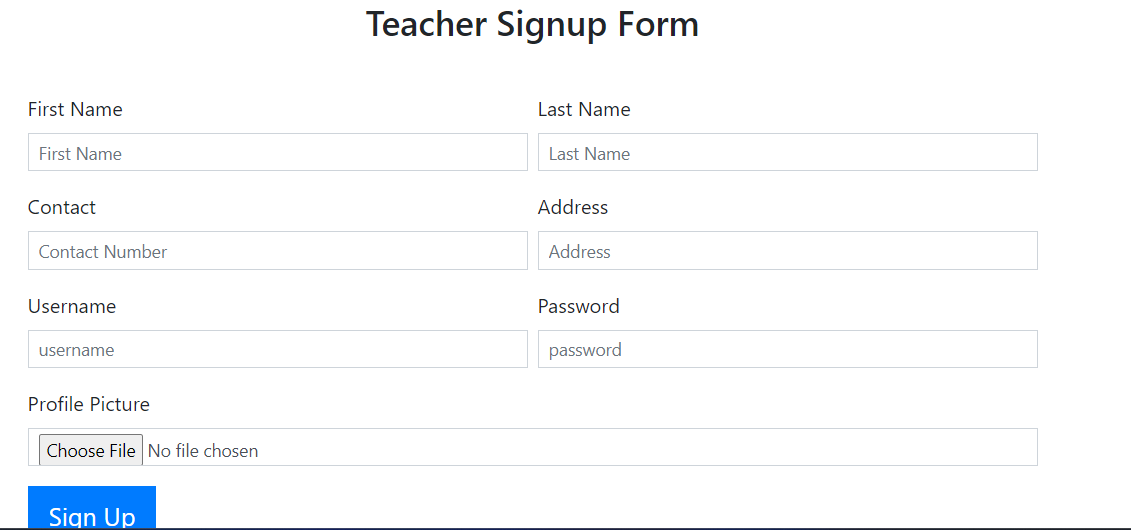 Teacher Signup Form
First Name Last Name
First Name Last Name
Contact Address
Contact Number Address
Username Password
username password
Profile Picture
Choose File No file chosen
Sign Up